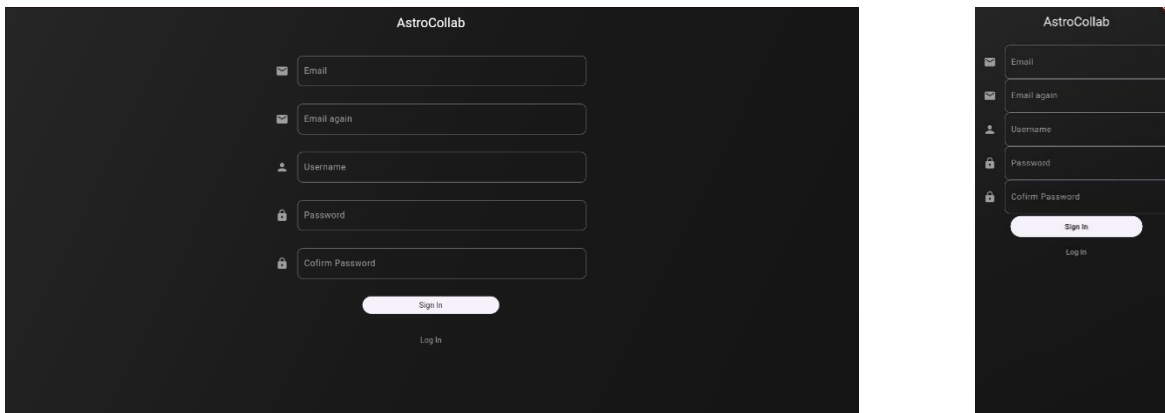 AstroCollab
Email
Email again
Username
Password
Cofirm Password
Sign In
Log In
AstroCollab
Email
Email again
Username
Password
Cofirm Password
Sign In
Log In